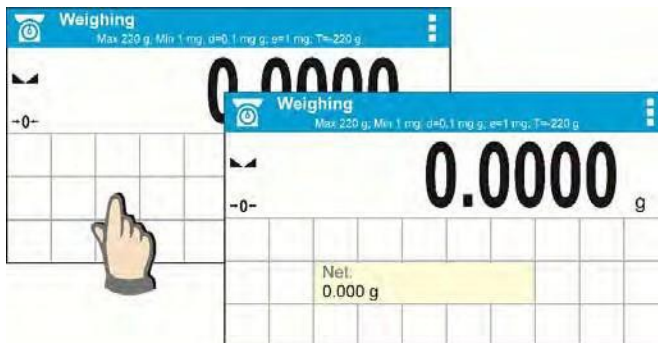 Weighing
Max 220 g; Min 1 mg; d=0.1 mg g; e=1 mg; T=-220 g
0.0000
→0←
Weighing
Max 220 g; Min 1 mg; d=0.1 mg g; e=1 mg; T=-220 g
0.0000 g
→0←
Net:
0.000 g